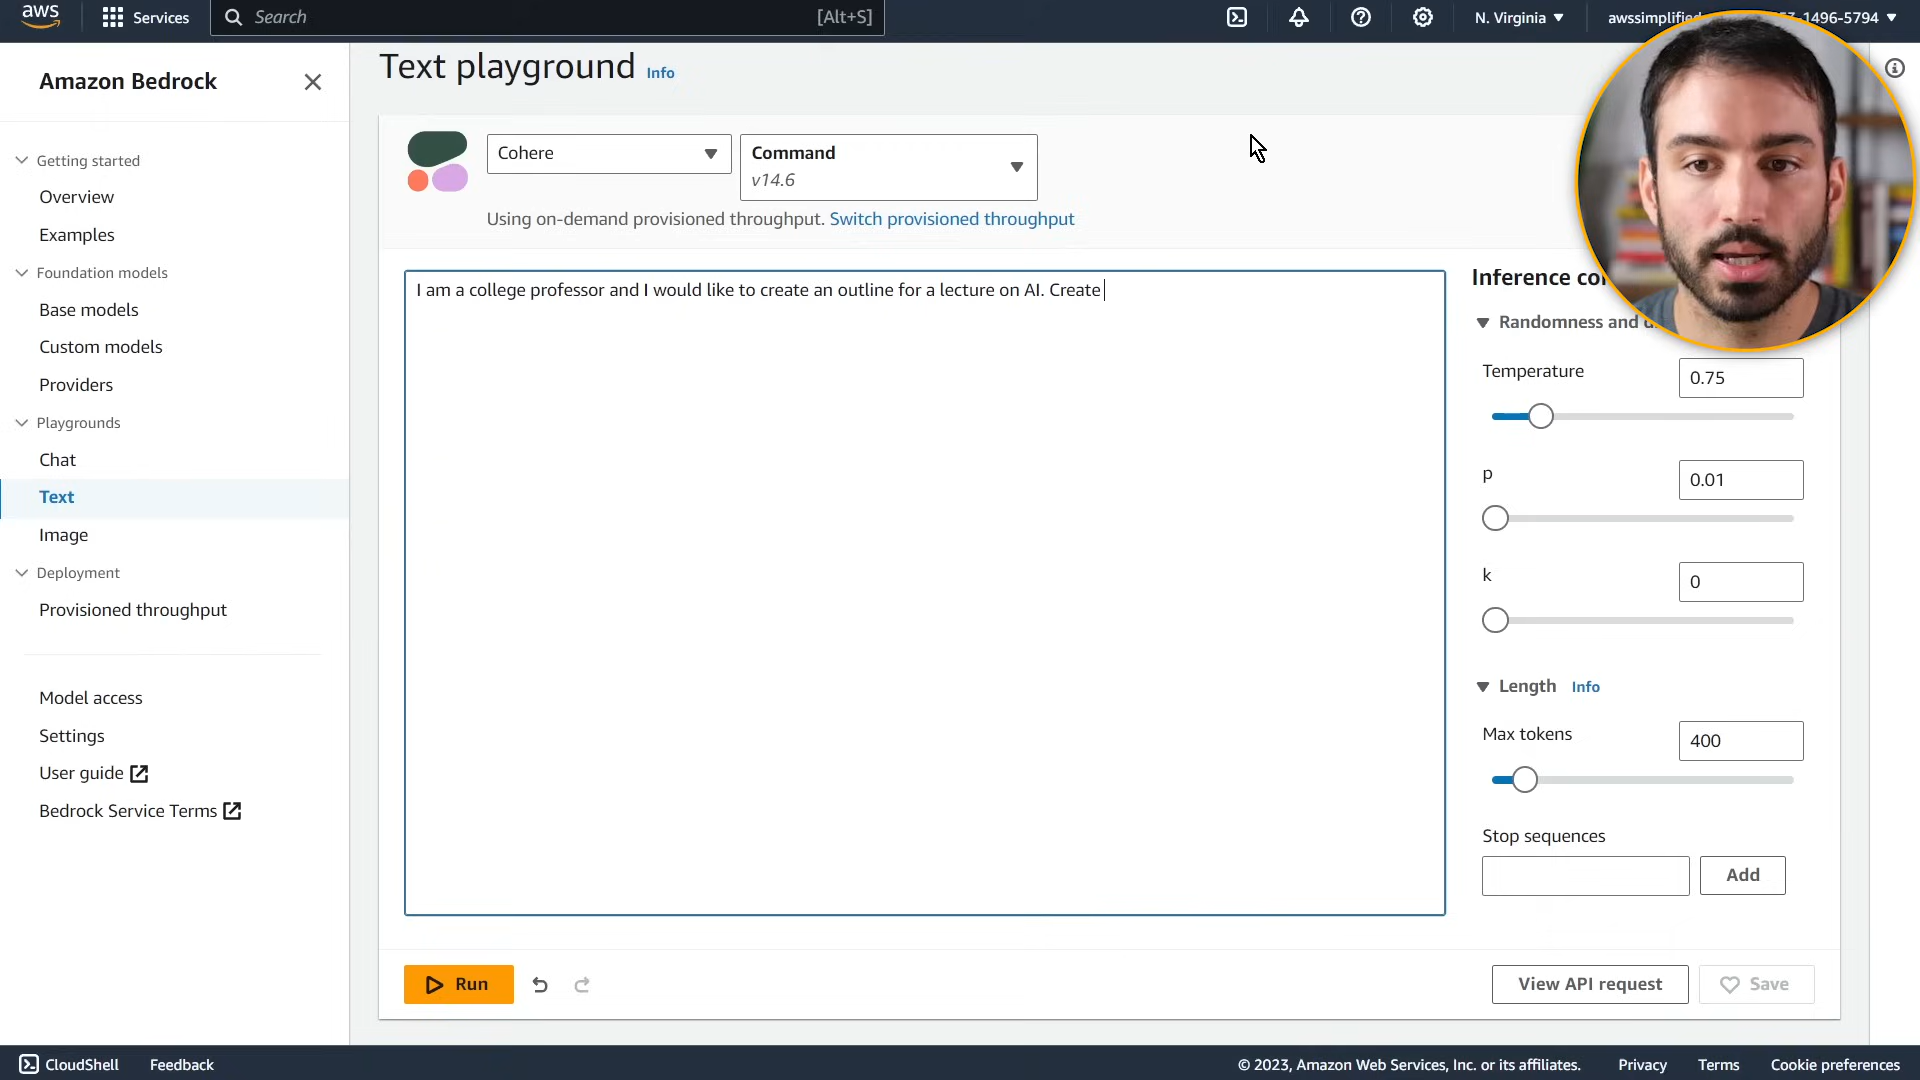 aws
Services
Search
[Alt+S]
N. Virginia
awssimplified
1496-5794
Amazon Bedrock
Getting started
Overview
Examples
Foundation models
Base models
Custom models
Providers
Playgrounds
Chat
Text
Image
Deployment
Provisioned throughput
Model access
Settings
User guide
Bedrock Service Terms
Text playground Info
Cohere
Command
v14.6
Using on-demand provisioned throughput. Switch provisioned throughput
I am a college professor and I would like to create an outline for a lecture on AI. Create
Inference
Randomness and
Temperature
0.75
p
0.01
k
0
Length Info
Max tokens
400
Stop sequences
Add
Run
View API request
Save
CloudShell
Feedback
© 2023, Amazon Web Services, Inc. or its affiliates.
Privacy
Terms
Cookie preferences